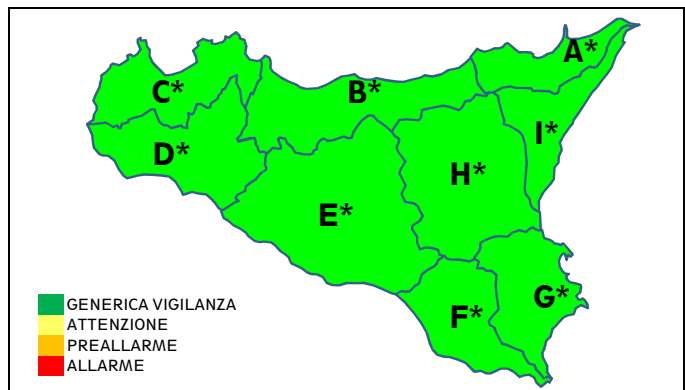 A*
C*
B*
I*
D*
H*
E*
G*
F*
GENERICA VIGILANZA
ATTENZIONE
PREALLARME
ALLARME